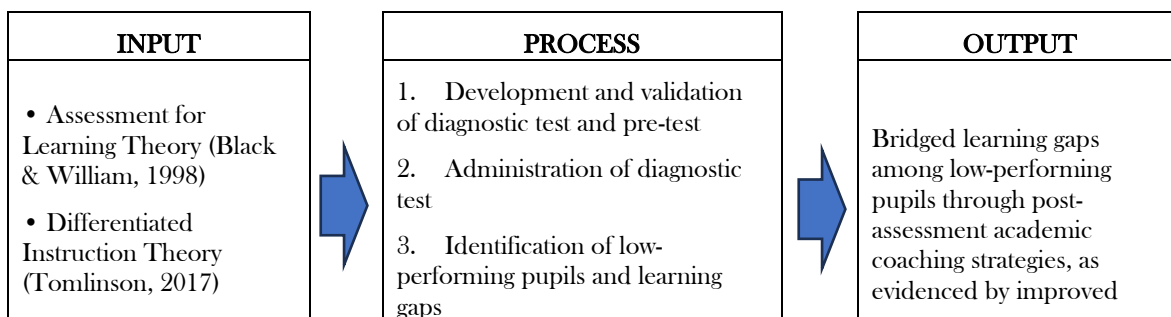 INPUT
• Assessment for
Learning Theory (Black
& William, 1998)
• Differentiated
Instruction Theory
(Tomlinson, 2017)
PROCESS
1. Development and validation
of diagnostic test and pre-test
2. Administration of diagnostic
test
3. Identification of low-
performing pupils and learning
gaps
OUTPUT
Bridged learning gaps
among low-performing
pupils through post-
assessment academic
coaching strategies, as
evidenced by improved